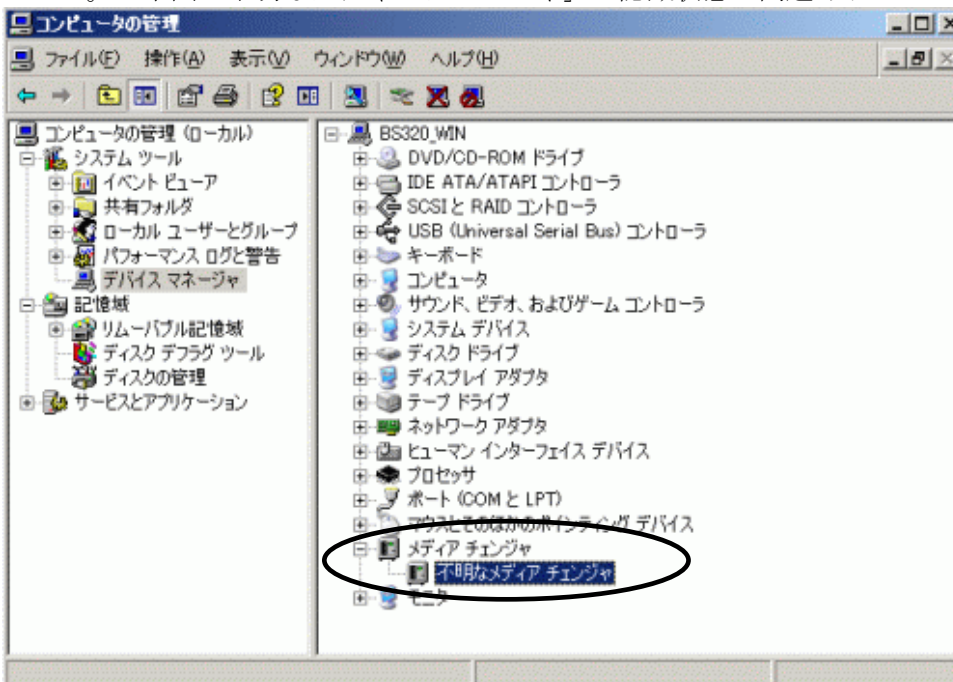 コンピュータの管理
ファイル(F) 操作(A) 表示(V) ウィンドウ(W) ヘルプ(H)
コンピュータの管理 (ローカル)
システム ツール
イベント ビューア
共有フォルダ
ローカル ユーザーとグループ
パフォーマンス ログと警告
デバイス マネージャ
記憶域
リムーバブル記憶域
ディスク デフラグ ツール
ディスクの管理
サービスとアプリケーション
BS320_WIN
DVD/CD-ROM ドライブ
IDE ATA/ATAPI コントローラ
SCSI と RAID コントローラ
USB (Universal Serial Bus) コントローラ
キーボード
コンピュータ
サウンド、ビデオ、およびゲーム コントローラ
システム デバイス
ディスク ドライブ
ディスプレイ アダプタ
テープ ドライブ
ネットワーク アダプタ
ヒューマン インターフェイス デバイス
プロセッサ
ポート (COM と LPT)
マウスとそのほかのポインティング デバイス
メディア チェンジャ
不明なメディア チェンジャ
モニタ